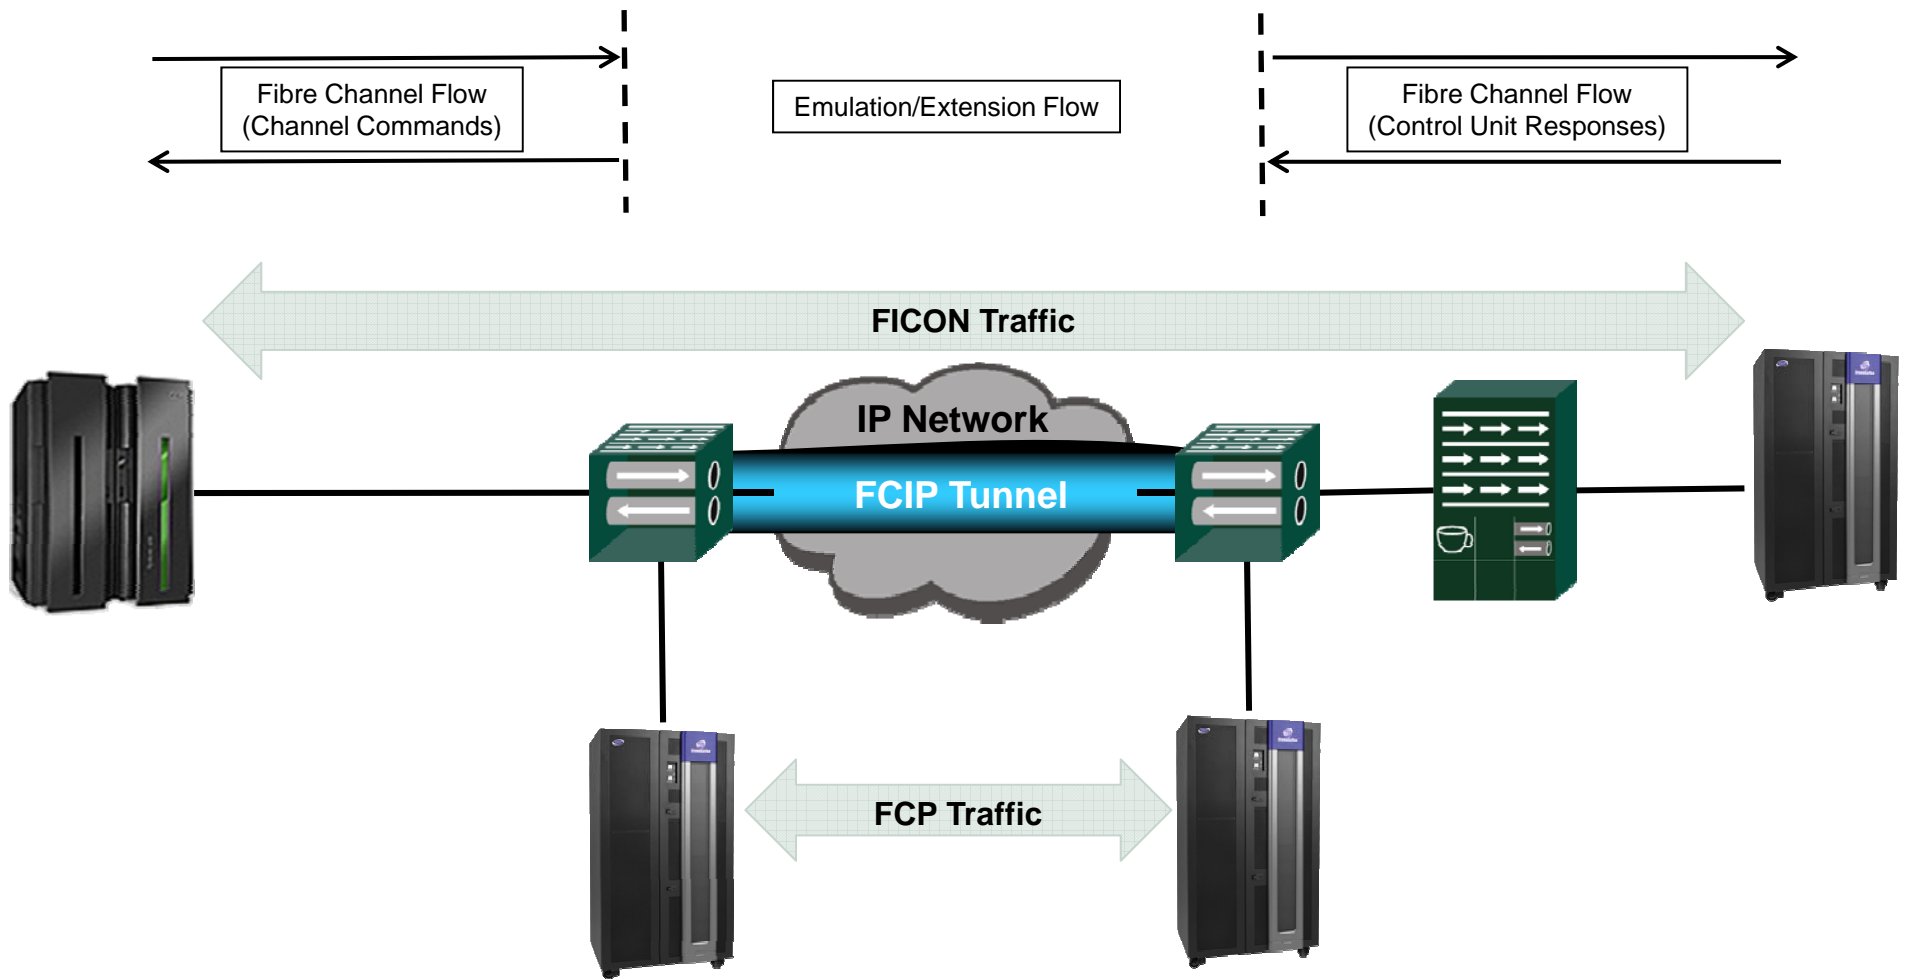 Fibre Channel Flow
(Channel Commands)
Emulation/Extension Flow
Fibre Channel Flow
(Control Unit Responses)
FICON Traffic
IP Network
FCIP Tunnel
FCP Traffic